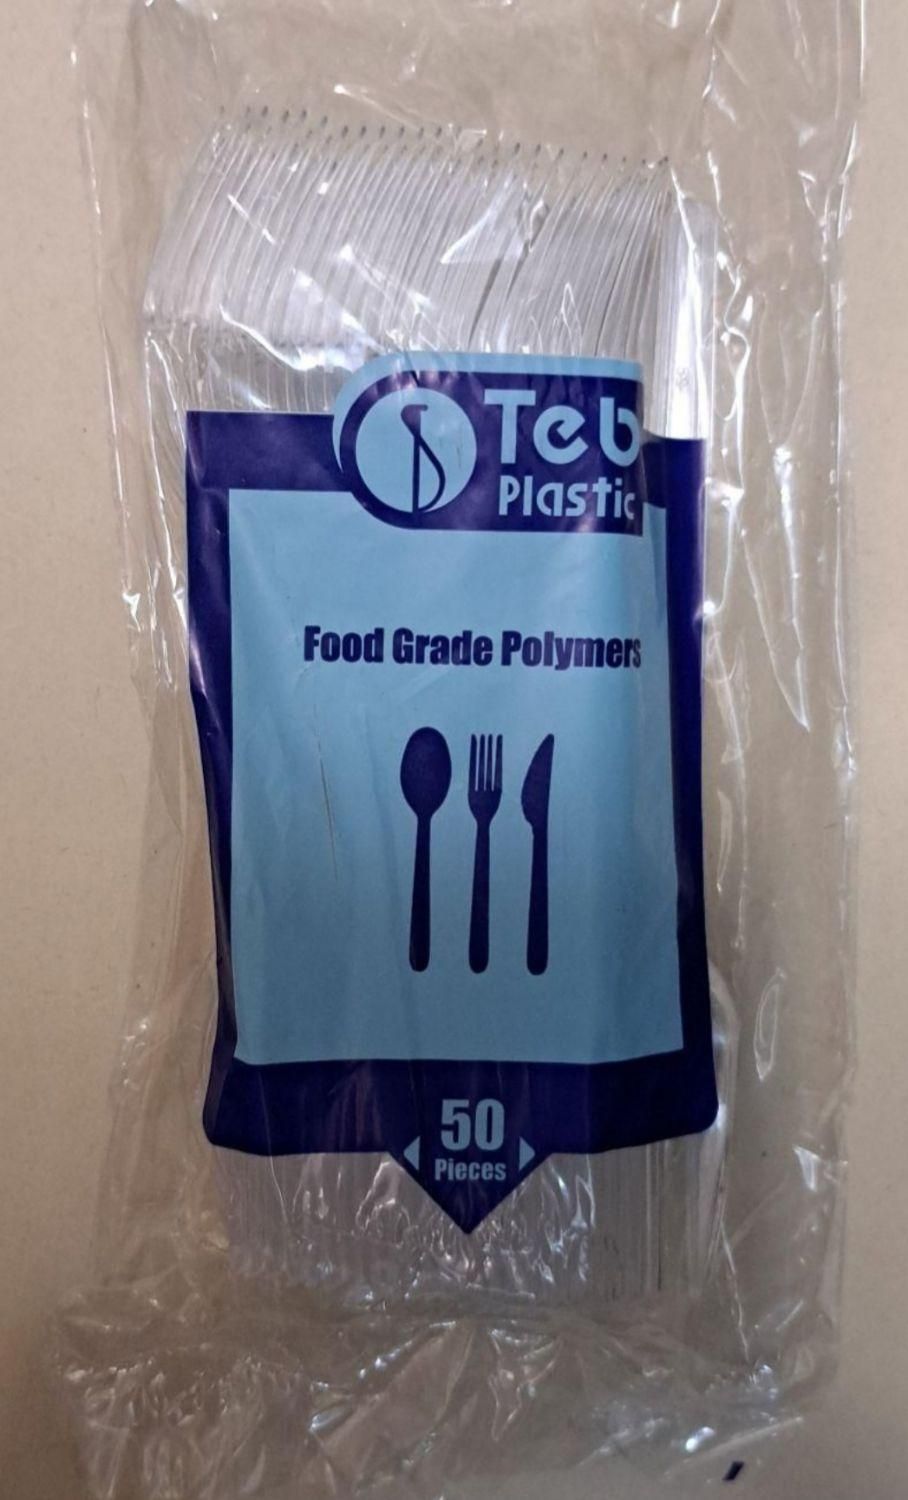 Teb
Plastic
Food Grade Polymers
50
Pieces